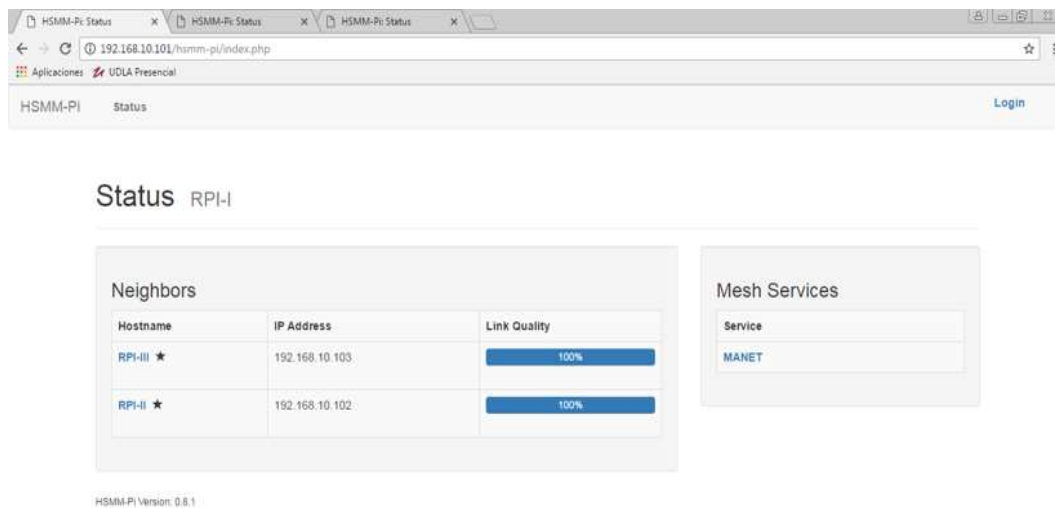 HSMM-Pi: Status HSMM-Pi: Status HSMM-Pi: Status
192.168.10.101/hsmm-pi/index.php
Aplicaciones UDLA Presencial
HSMM-Pi Status Login
Status RPI-I
Neighbors
Hostname IP Address Link Quality
RPI-III ★ 192.168.10.103 100%
RPI-II ★ 192.168.10.102 100%
Mesh Services
Service
MANET
HSMM-Pi Version: 0.8.1